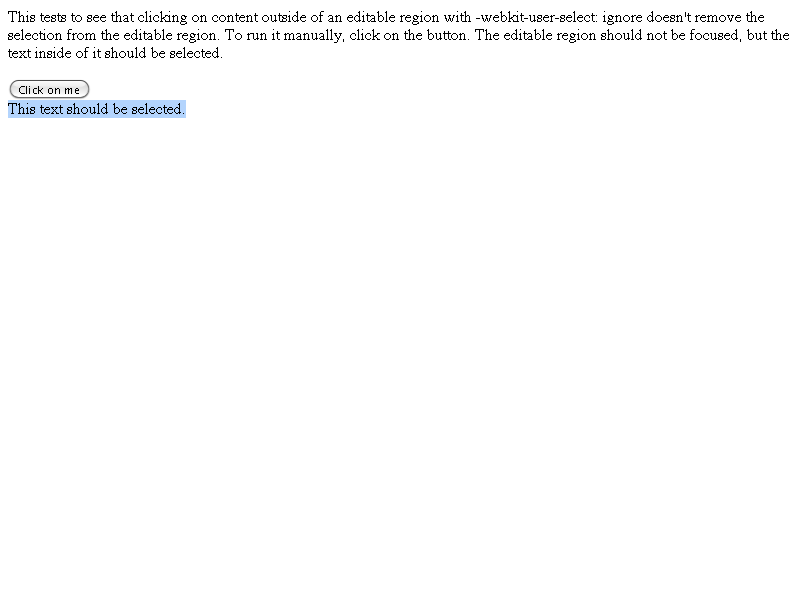 This tests to see that clicking on content outside of an editable region with -webkit-user-select: ignore doesn't remove the
selection from the editable region. To run it manually, click on the button. The editable region should not be focused, but the
text inside of it should be selected.
Click on me
This text should be selected.